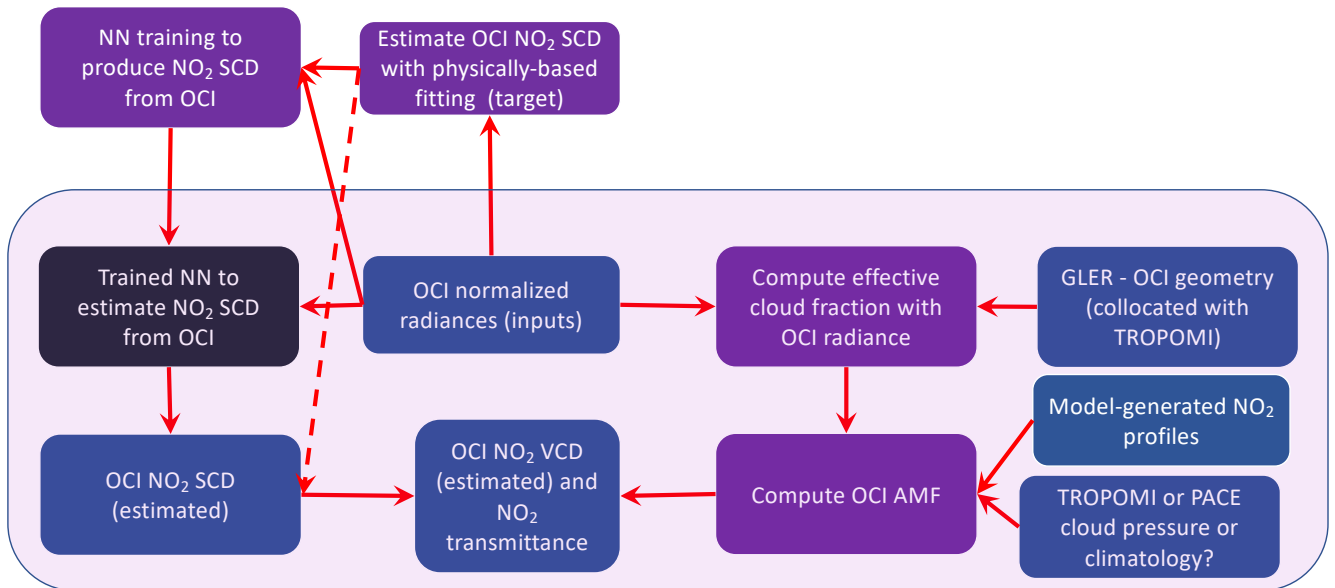 NN training to
produce NO₂ SCD
from OCI
Estimate OCI NO₂ SCD
with physically-based
fitting (target)
Trained NN to
estimate NO₂ SCD
from OCI
OCI normalized
radiances (inputs)
Compute effective
cloud fraction with
OCI radiance
GLER - OCI geometry
(collocated with
TROPOMI)
Model-generated NO₂
profiles
OCI NO₂ SCD
(estimated)
OCI NO₂ VCD
(estimated) and
NO₂
transmittance
Compute OCI AMF
TROPOMI or PACE
cloud pressure or
climatology?